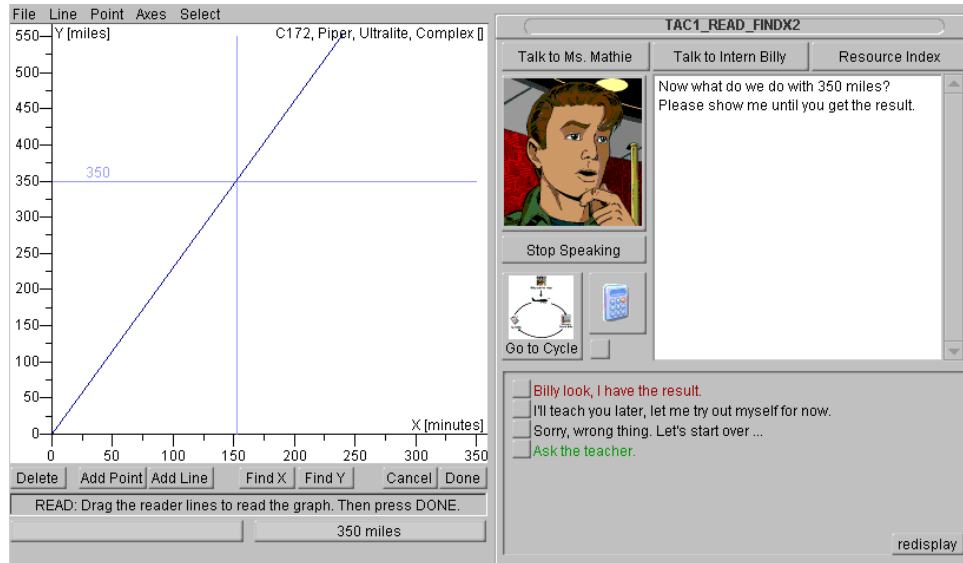 File Line Point Axes Select
Y [miles]
C172, Piper, Ultralite, Complex []
550
500
450
400
350
300
250
200
150
100
50
0
350
X [minutes]
0 50 100 150 200 250 300 350
Delete Add Point Add Line Find X Find Y Cancel Done
READ: Drag the reader lines to read the graph. Then press DONE.
350 miles
TAC1_READ_FINDX2
Talk to Ms. Mathie Talk to Intern Billy Resource Index
Now what do we do with 350 miles?
Please show me until you get the result.
Stop Speaking
Go to Cycle
Billy look, I have the result.
I'll teach you later, let me try out myself for now.
Sorry, wrong thing. Let's start over ...
Ask the teacher.
redisplay